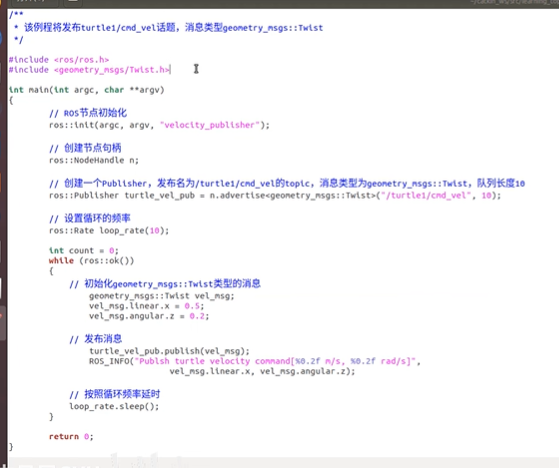 /**
 * 该例程将发布turtle1/cmd_vel话题，消息类型geometry_msgs::Twist
 */
#include <ros/ros.h>
#include <geometry_msgs/Twist.h>
int main(int argc, char **argv)
{
// ROS节点初始化
ros::init(argc, argv, "velocity_publisher");
// 创建节点句柄
ros::NodeHandle n;
// 创建一个Publisher，发布名为/turtle1/cmd_vel的topic，消息类型为geometry_msgs::Twist，队列长度10
ros::Publisher turtle_vel_pub = n.advertise<geometry_msgs::Twist>("/turtle1/cmd_vel", 10);
// 设置循环的频率
ros::Rate loop_rate(10);
int count = 0;
while (ros::ok())
{
// 初始化geometry_msgs::Twist类型的消息
geometry_msgs::Twist vel_msg;
vel_msg.linear.x = 0.5;
vel_msg.angular.z = 0.2;
// 发布消息
turtle_vel_pub.publish(vel_msg);
ROS_INFO("Publsh turtle velocity command[%0.2f m/s, %0.2f rad/s]",
vel_msg.linear.x, vel_msg.angular.z);
// 按照循环频率延时
loop_rate.sleep();
}
return 0;
}